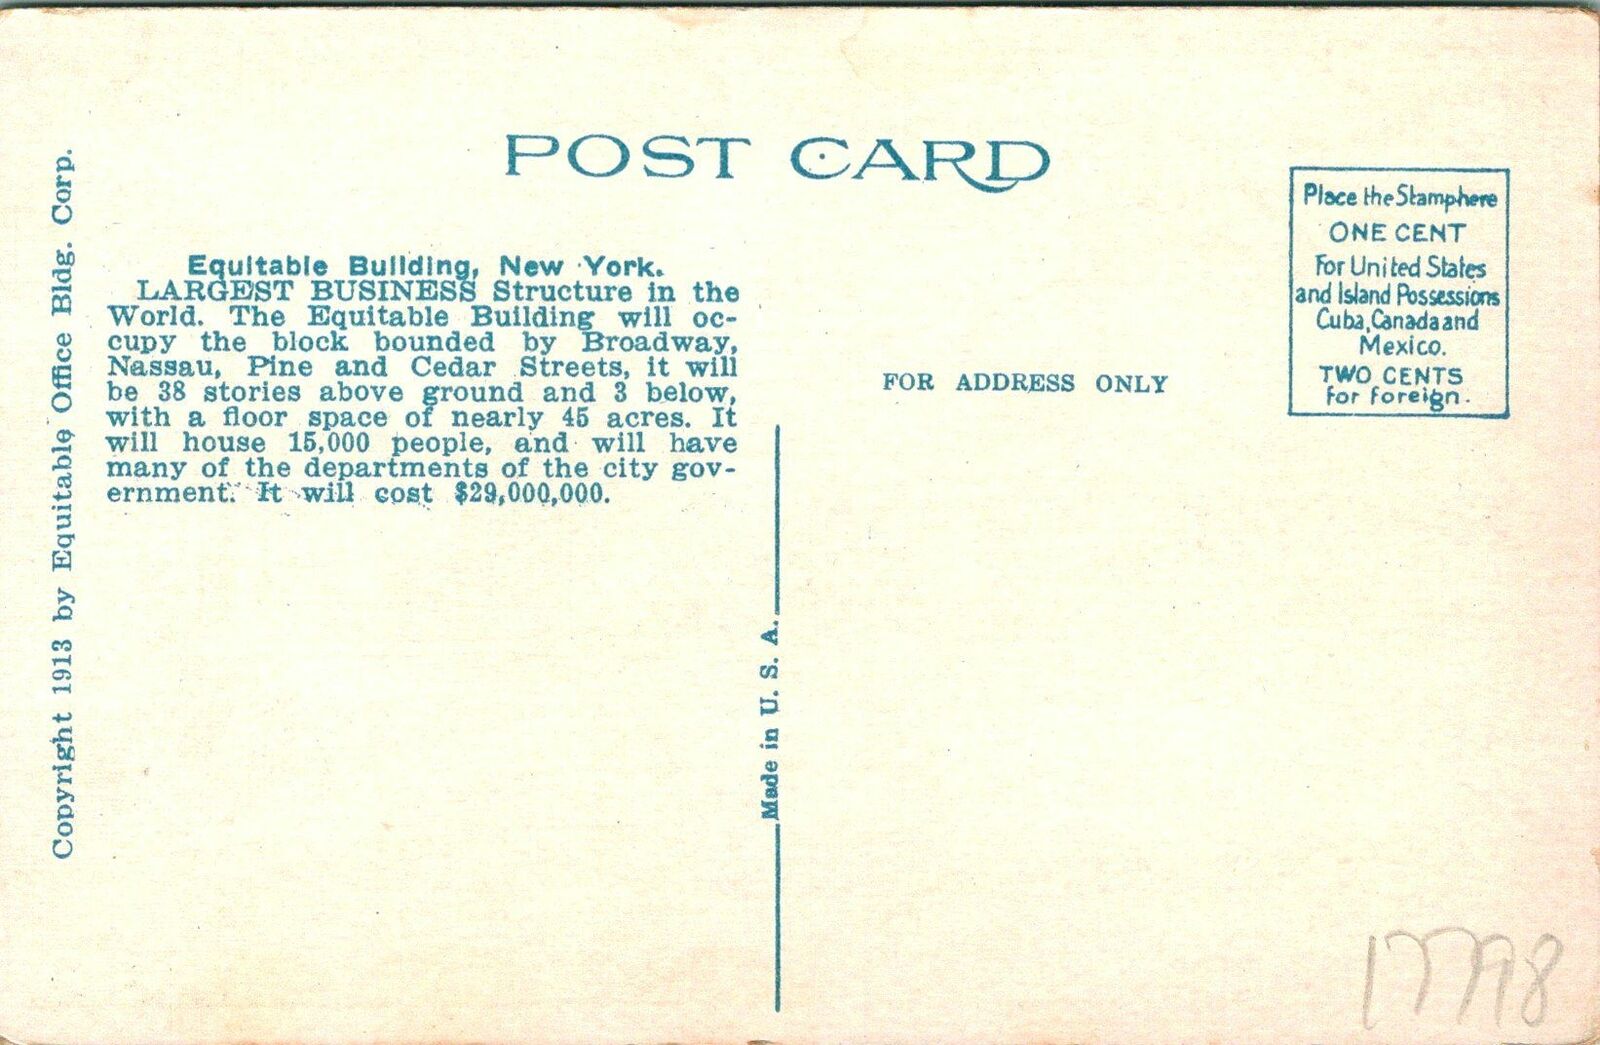 POST CARD
Copyright 1913 by Equitable Office Bldg. Corp.
Equitable Building, New York.
LARGEST BUSINESS Structure in the
World. The Equitable Building will oc-
cupy the block bounded by Broadway,
Nassau, Pine and Cedar Streets, it will
be 38 stories above ground and 3 below,
with a floor space of nearly 45 acres. It
will house 15,000 people, and will have
many of the departments of the city gov-
ernment. It will cost $29,000,000.
Made in U. S. A.
FOR ADDRESS ONLY
Place the Stamp here
ONE CENT
For United States
and Island Possessions
Cuba, Canada and
Mexico.
TWO CENTS
for foreign.
17798